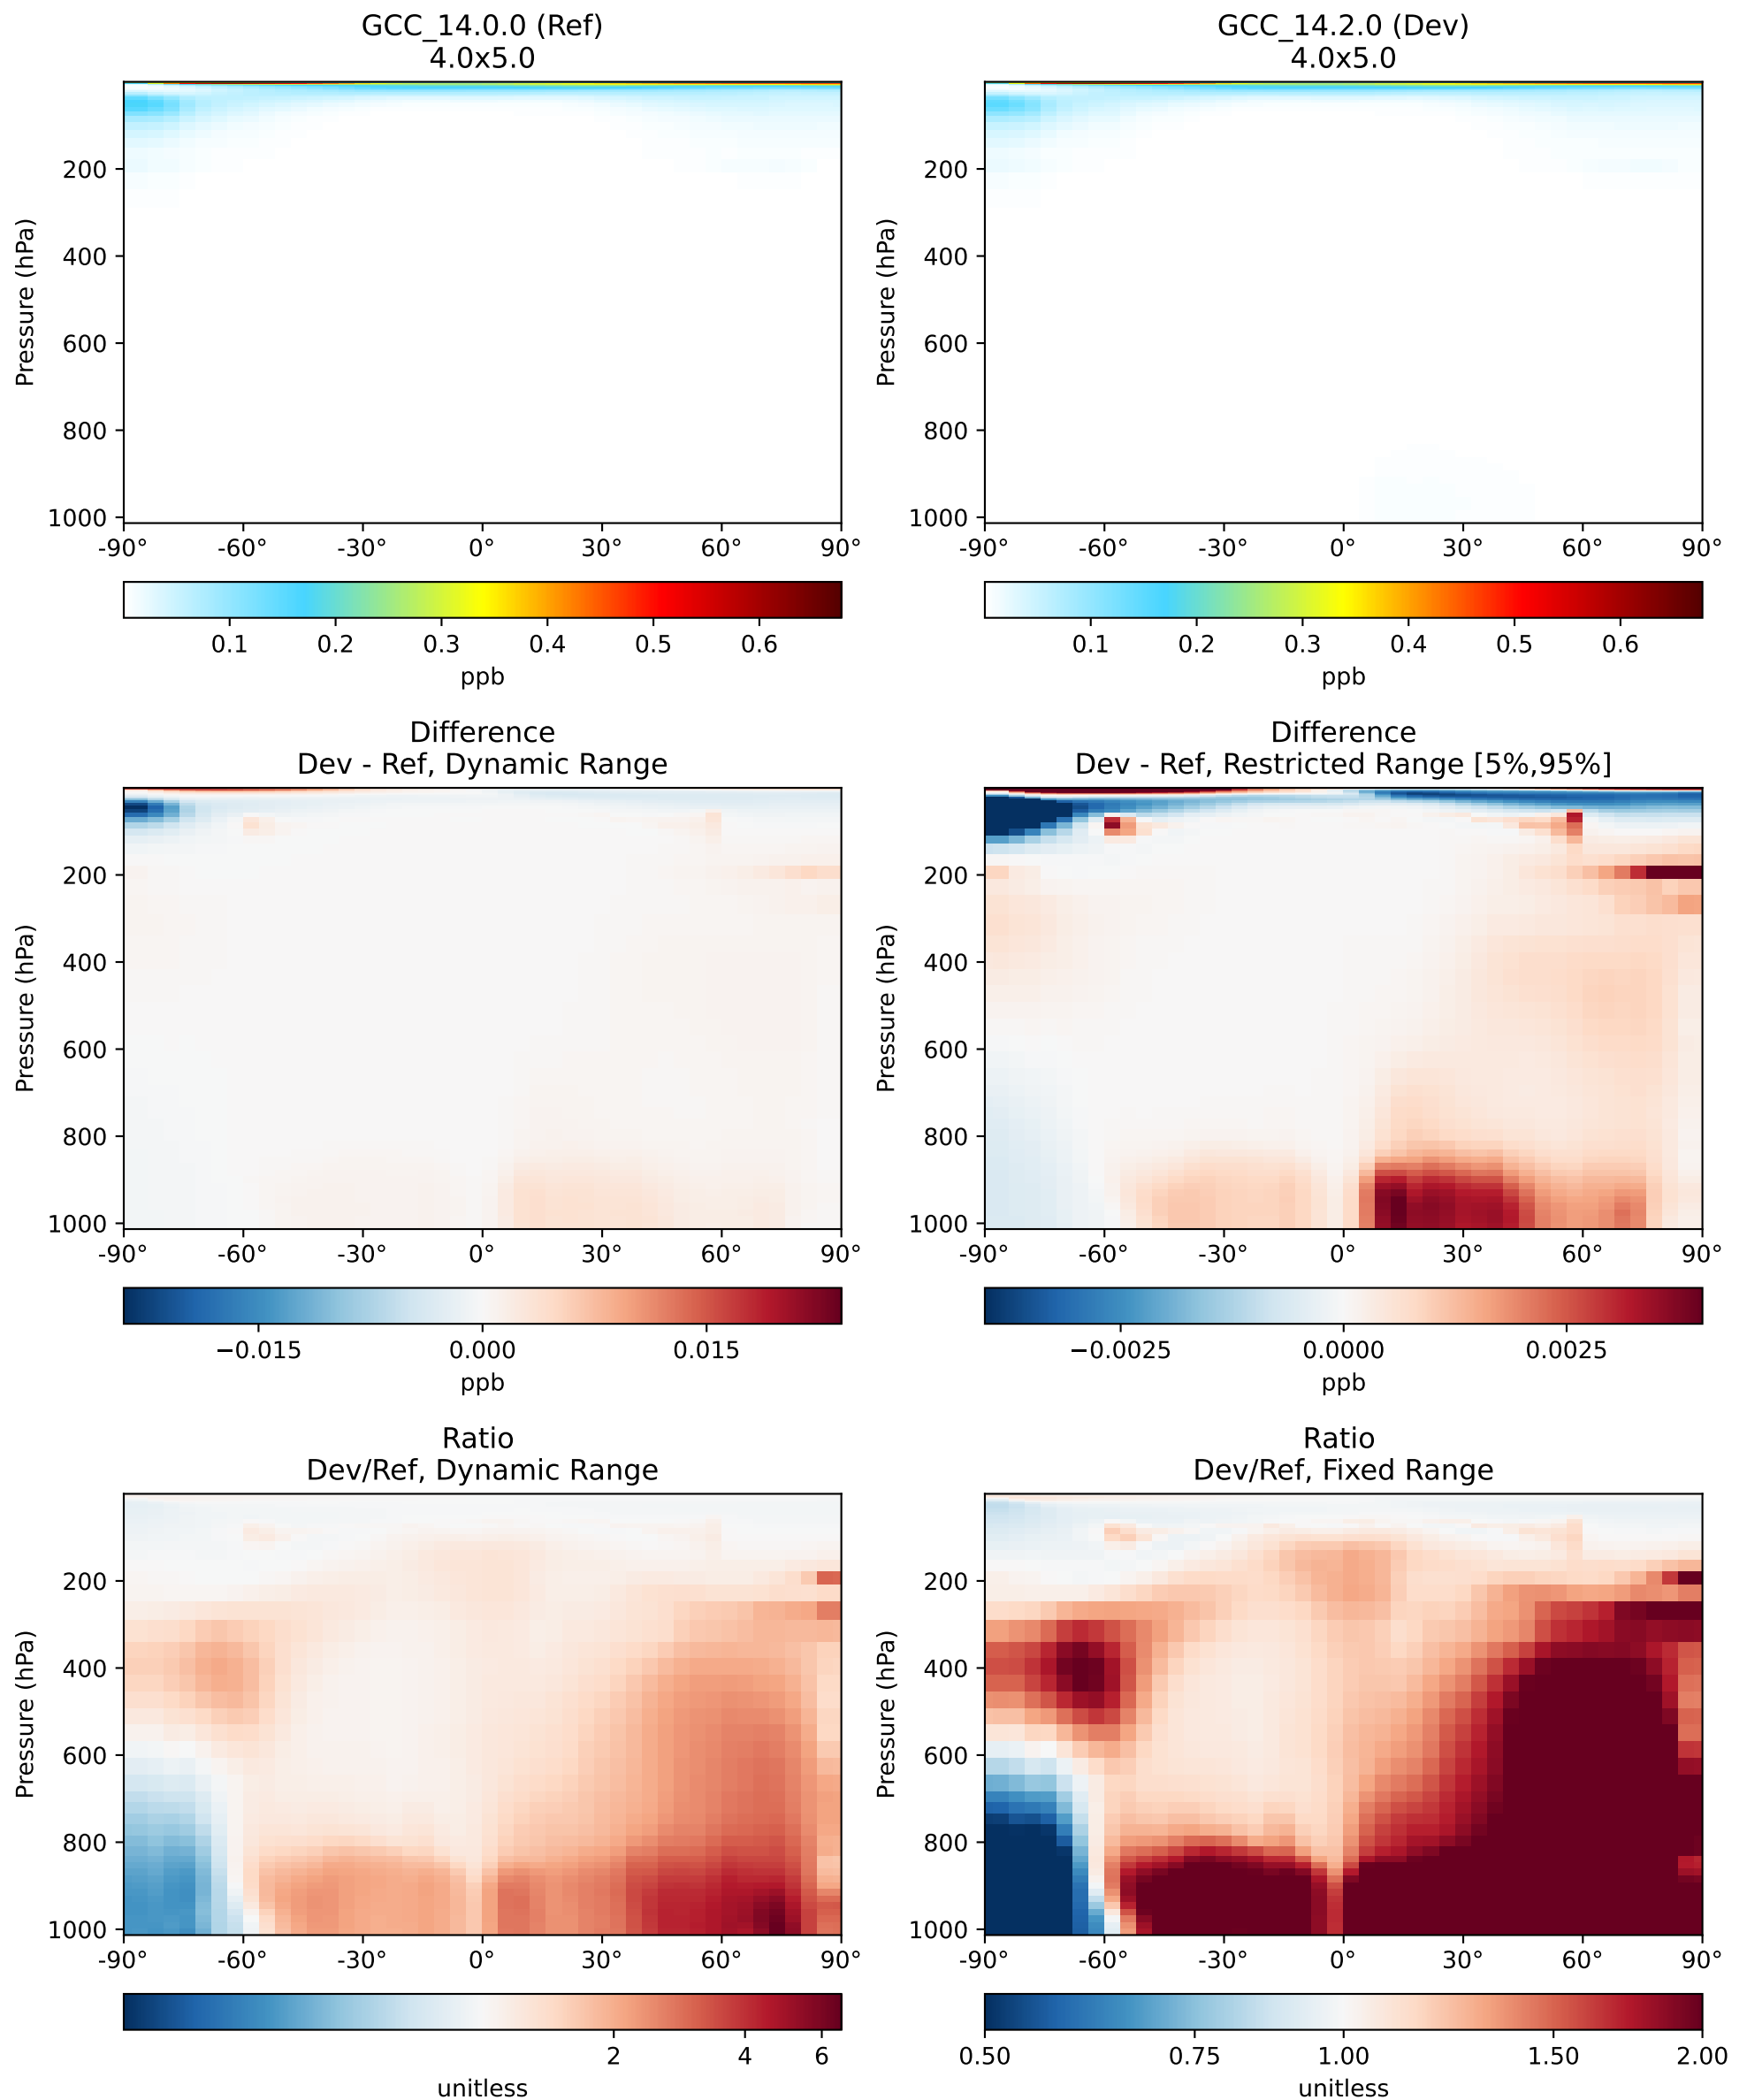 GCC_14.0.0 (Ref)
4.0x5.0
Pressure (hPa)
200
400
600
800
1000
-90° -60° -30° 0° 30° 60° 90°
0.1 0.2 0.3 0.4 0.5 0.6
ppb
GCC_14.2.0 (Dev)
4.0x5.0
Pressure (hPa)
200
400
600
800
1000
-90° -60° -30° 0° 30° 60° 90°
0.1 0.2 0.3 0.4 0.5 0.6
ppb
Difference
Dev - Ref, Dynamic Range
Pressure (hPa)
200
400
600
800
1000
-90° -60° -30° 0° 30° 60° 90°
−0.015 0.000 0.015
ppb
Difference
Dev - Ref, Restricted Range [5%,95%]
Pressure (hPa)
200
400
600
800
1000
-90° -60° -30° 0° 30° 60° 90°
−0.0025 0.0000 0.0025
ppb
Ratio
Dev/Ref, Dynamic Range
Pressure (hPa)
200
400
600
800
1000
-90° -60° -30° 0° 30° 60° 90°
2 4 6
unitless
Ratio
Dev/Ref, Fixed Range
Pressure (hPa)
200
400
600
800
1000
-90° -60° -30° 0° 30° 60° 90°
0.50 0.75 1.00 1.50 2.00
unitless